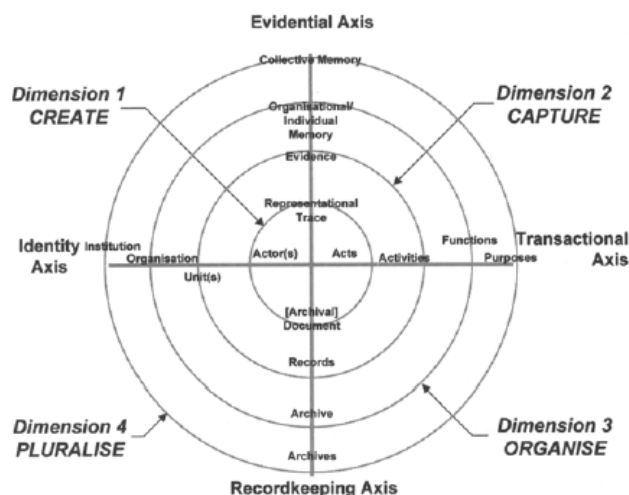 Evidential Axis
Collective Memory
Dimension 1
CREATE
Dimension 2
CAPTURE
Organisational/
Individual
Memory
Evidence
Representational
Trace
Identity
Axis
Institution
Organisation
Unit(s)
Actor(s)
Acts
Activities
Functions
Purposes
Transactional
Axis
[Archival]
Document
Records
Archive
Archives
Dimension 4
PLURALISE
Dimension 3
ORGANISE
Recordkeeping Axis